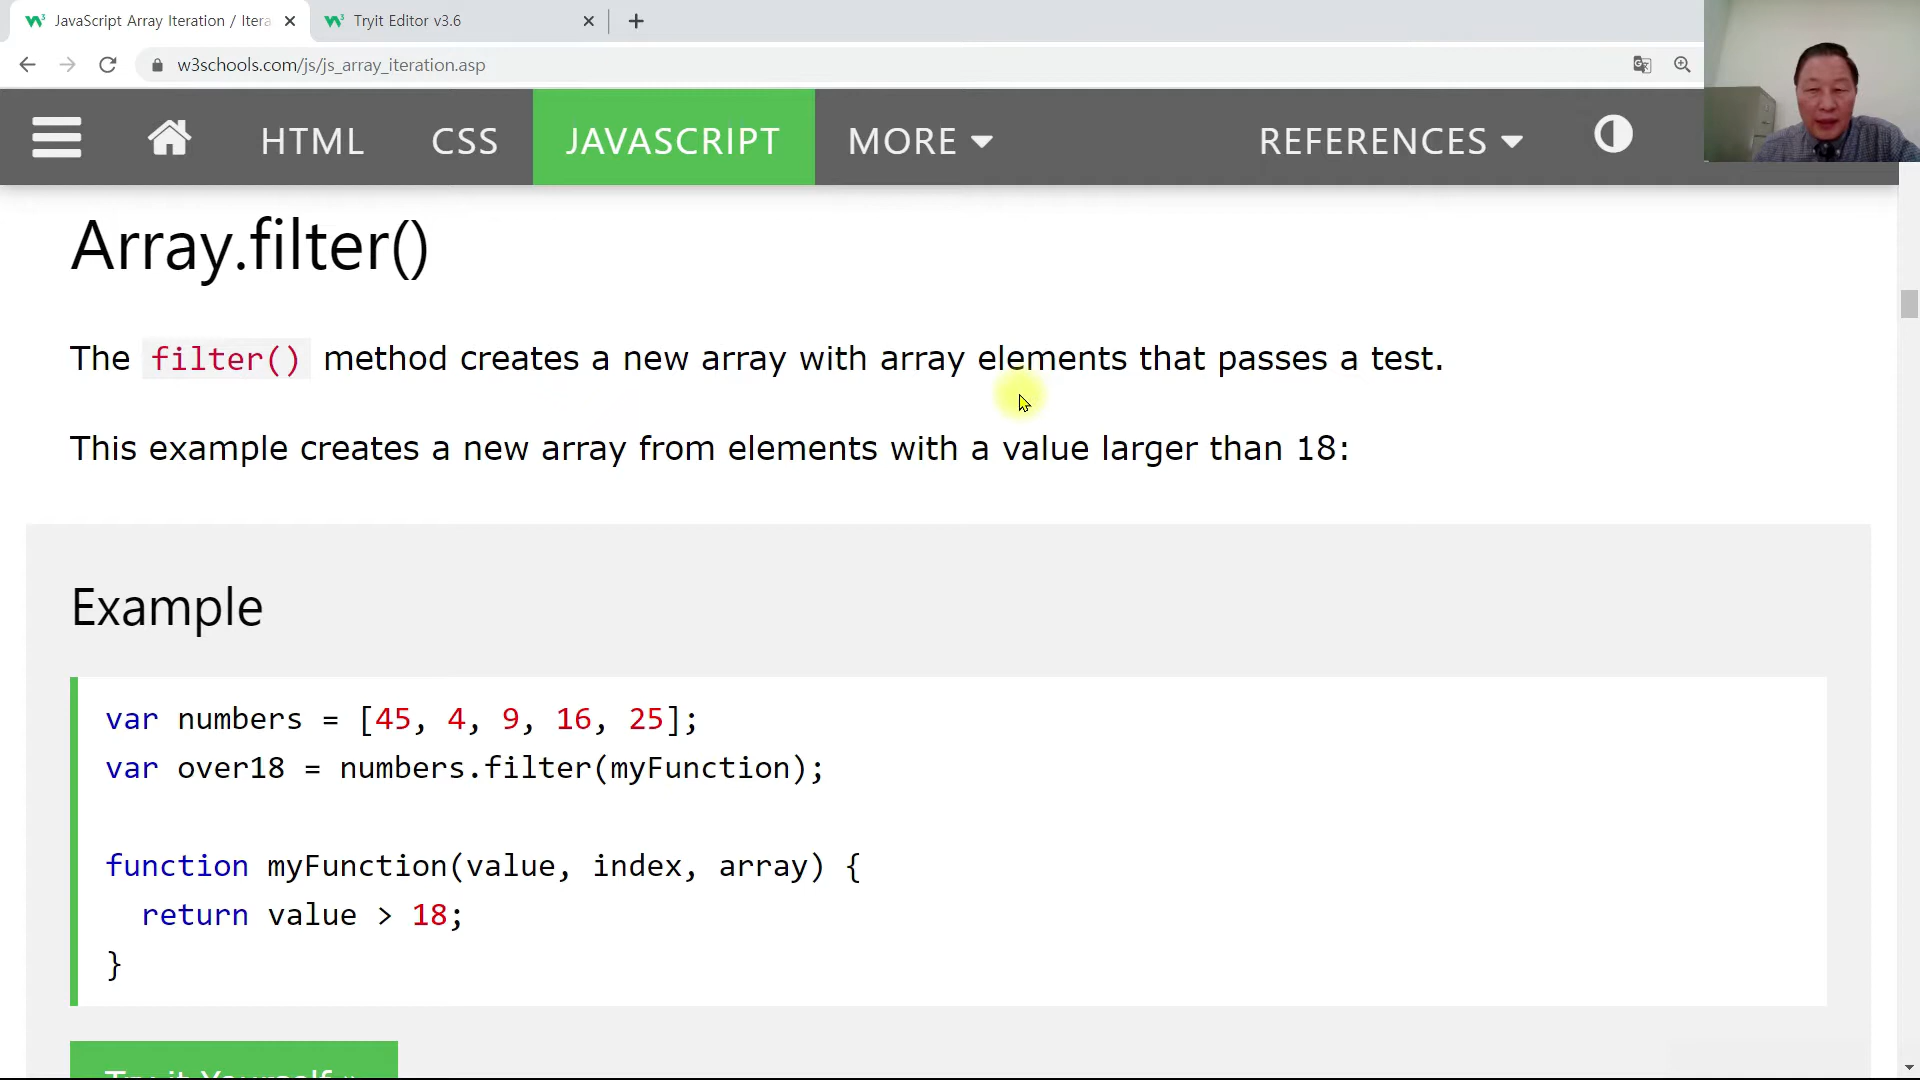 JavaScript Array Iteration / Itera
Tryit Editor v3.6
w3schools.com/js/js_array_iteration.asp
HTML CSS JAVASCRIPT MORE REFERENCES
Array.filter()
The filter() method creates a new array with array elements that passes a test.
This example creates a new array from elements with a value larger than 18:
Example
var numbers = [45, 4, 9, 16, 25];
var over18 = numbers.filter(myFunction);
function myFunction(value, index, array) {
return value > 18;
}
Try it Yourself »